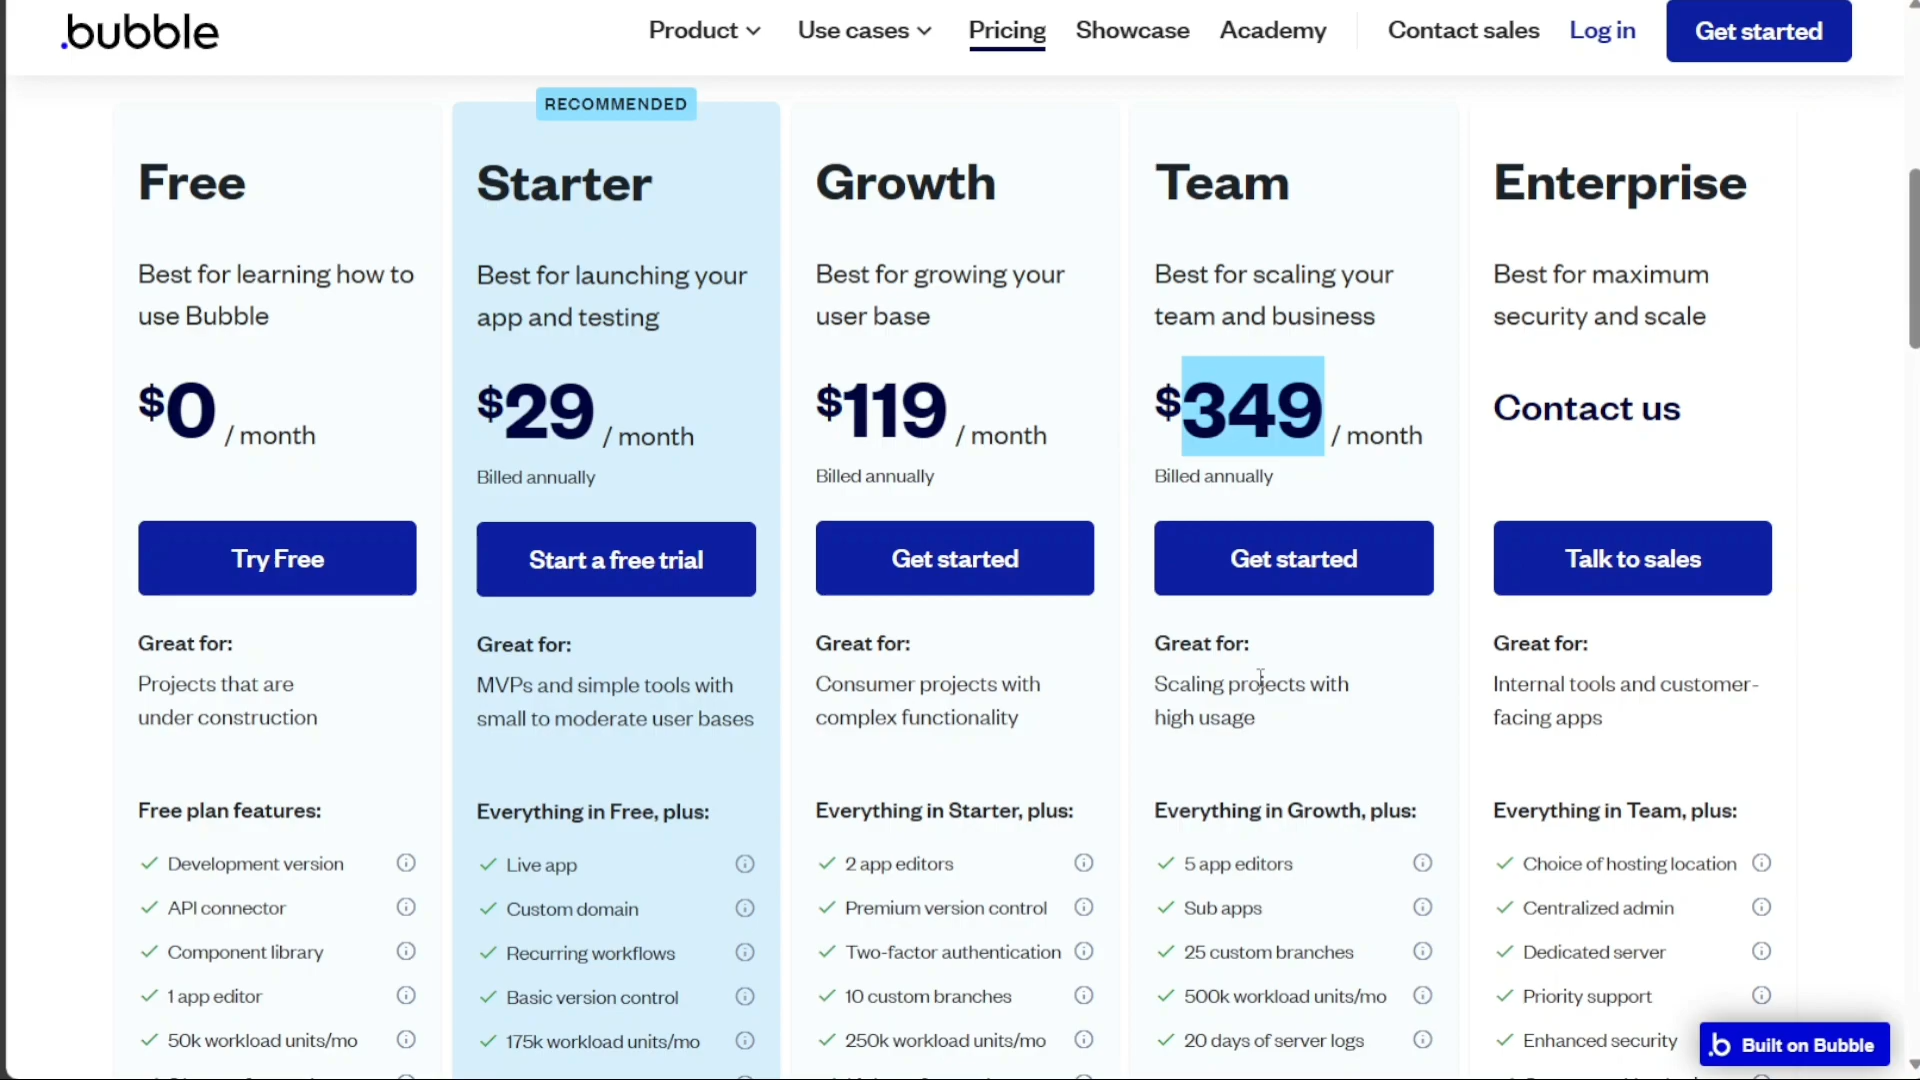 .bubble
Product
Use cases
Pricing
Showcase
Academy
Contact sales
Log in
Get started
RECOMMENDED
Free
Best for learning how to
use Bubble
$0 / month
Try Free
Great for:
Projects that are
under construction
Free plan features:
Development version
API connector
Component library
1 app editor
50k workload units/mo
Starter
Best for launching your
app and testing
$29 / month
Billed annually
Start a free trial
Great for:
MVPs and simple tools with
small to moderate user bases
Everything in Free, plus:
Live app
Custom domain
Recurring workflows
Basic version control
175k workload units/mo
Growth
Best for growing your
user base
$119 / month
Billed annually
Get started
Great for:
Consumer projects with
complex functionality
Everything in Starter, plus:
2 app editors
Premium version control
Two-factor authentication
10 custom branches
250k workload units/mo
Team
Best for scaling your
team and business
$349 / month
Billed annually
Get started
Great for:
Scaling projects with
high usage
Everything in Growth, plus:
5 app editors
Sub apps
25 custom branches
500k workload units/mo
20 days of server logs
Enterprise
Best for maximum
security and scale
Contact us
Talk to sales
Great for:
Internal tools and customer-
facing apps
Everything in Team, plus:
Choice of hosting location
Centralized admin
Dedicated server
Priority support
Enhanced security
Built on Bubble